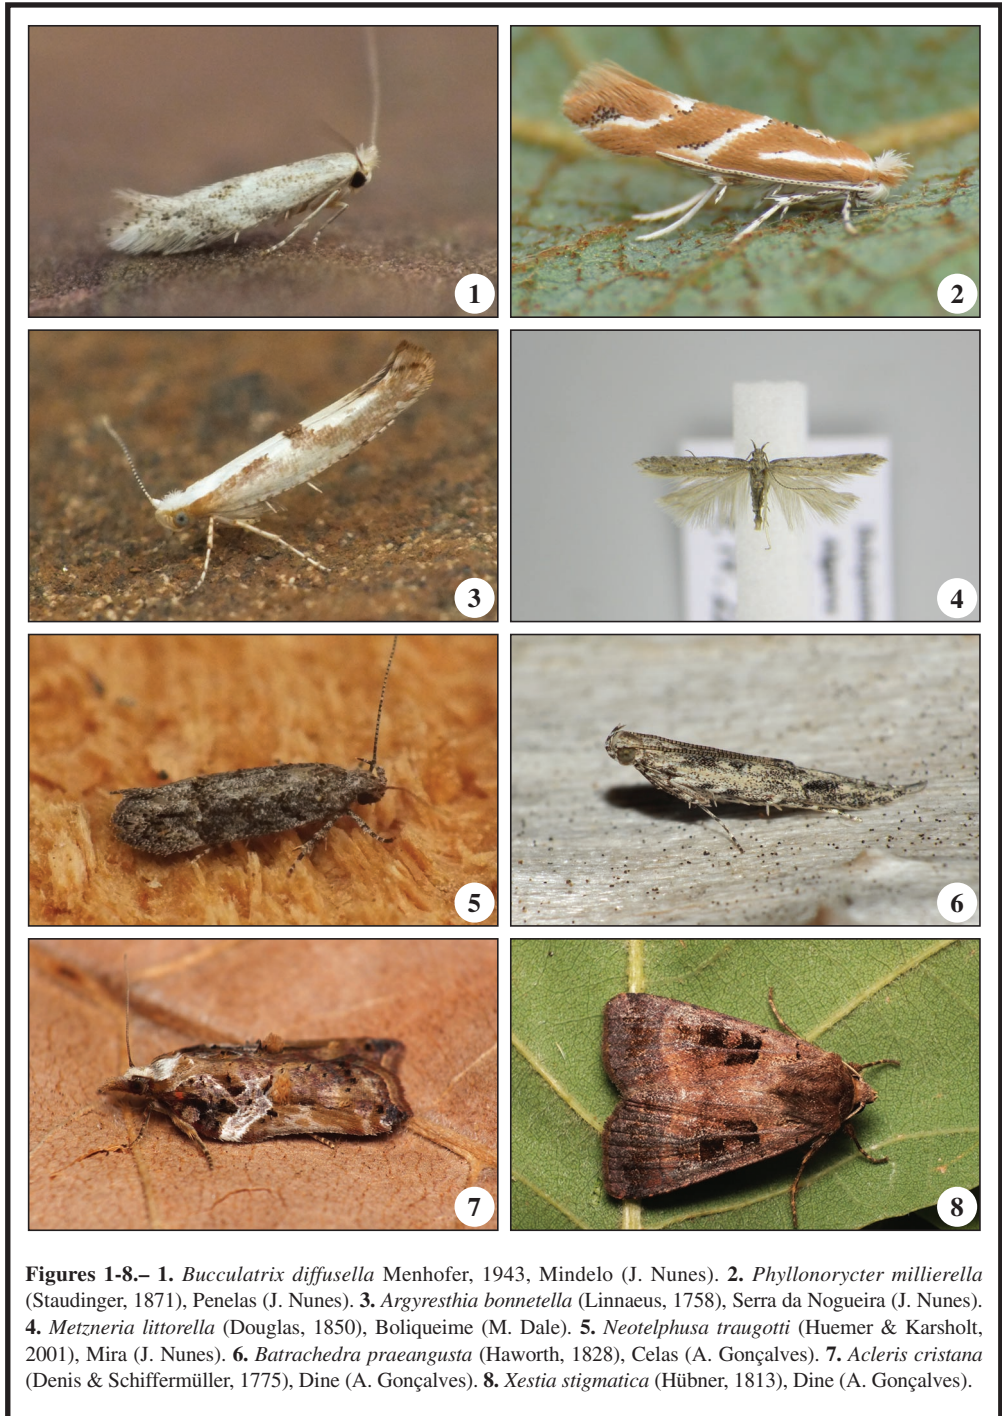 1
2
3
4
5
6
7
8
Figures 1-8.– 1. Bucculatrix diffusella Menhofer, 1943, Mindelo (J. Nunes). 2. Phyllonorycter millierella
(Staudinger, 1871), Penelas (J. Nunes). 3. Argyresthia bonnetella (Linnaeus, 1758), Serra da Nogueira (J. Nunes).
4. Metzneria littorella (Douglas, 1850), Boliqueime (M. Dale). 5. Neotelphusa traugotti (Huemer & Karsholt,
2001), Mira (J. Nunes). 6. Batrachedra praeangusta (Haworth, 1828), Celas (A. Gonçalves). 7. Acleris cristana
(Denis & Schiffermüller, 1775), Dine (A. Gonçalves). 8. Xestia stigmatica (Hübner, 1813), Dine (A. Gonçalves).